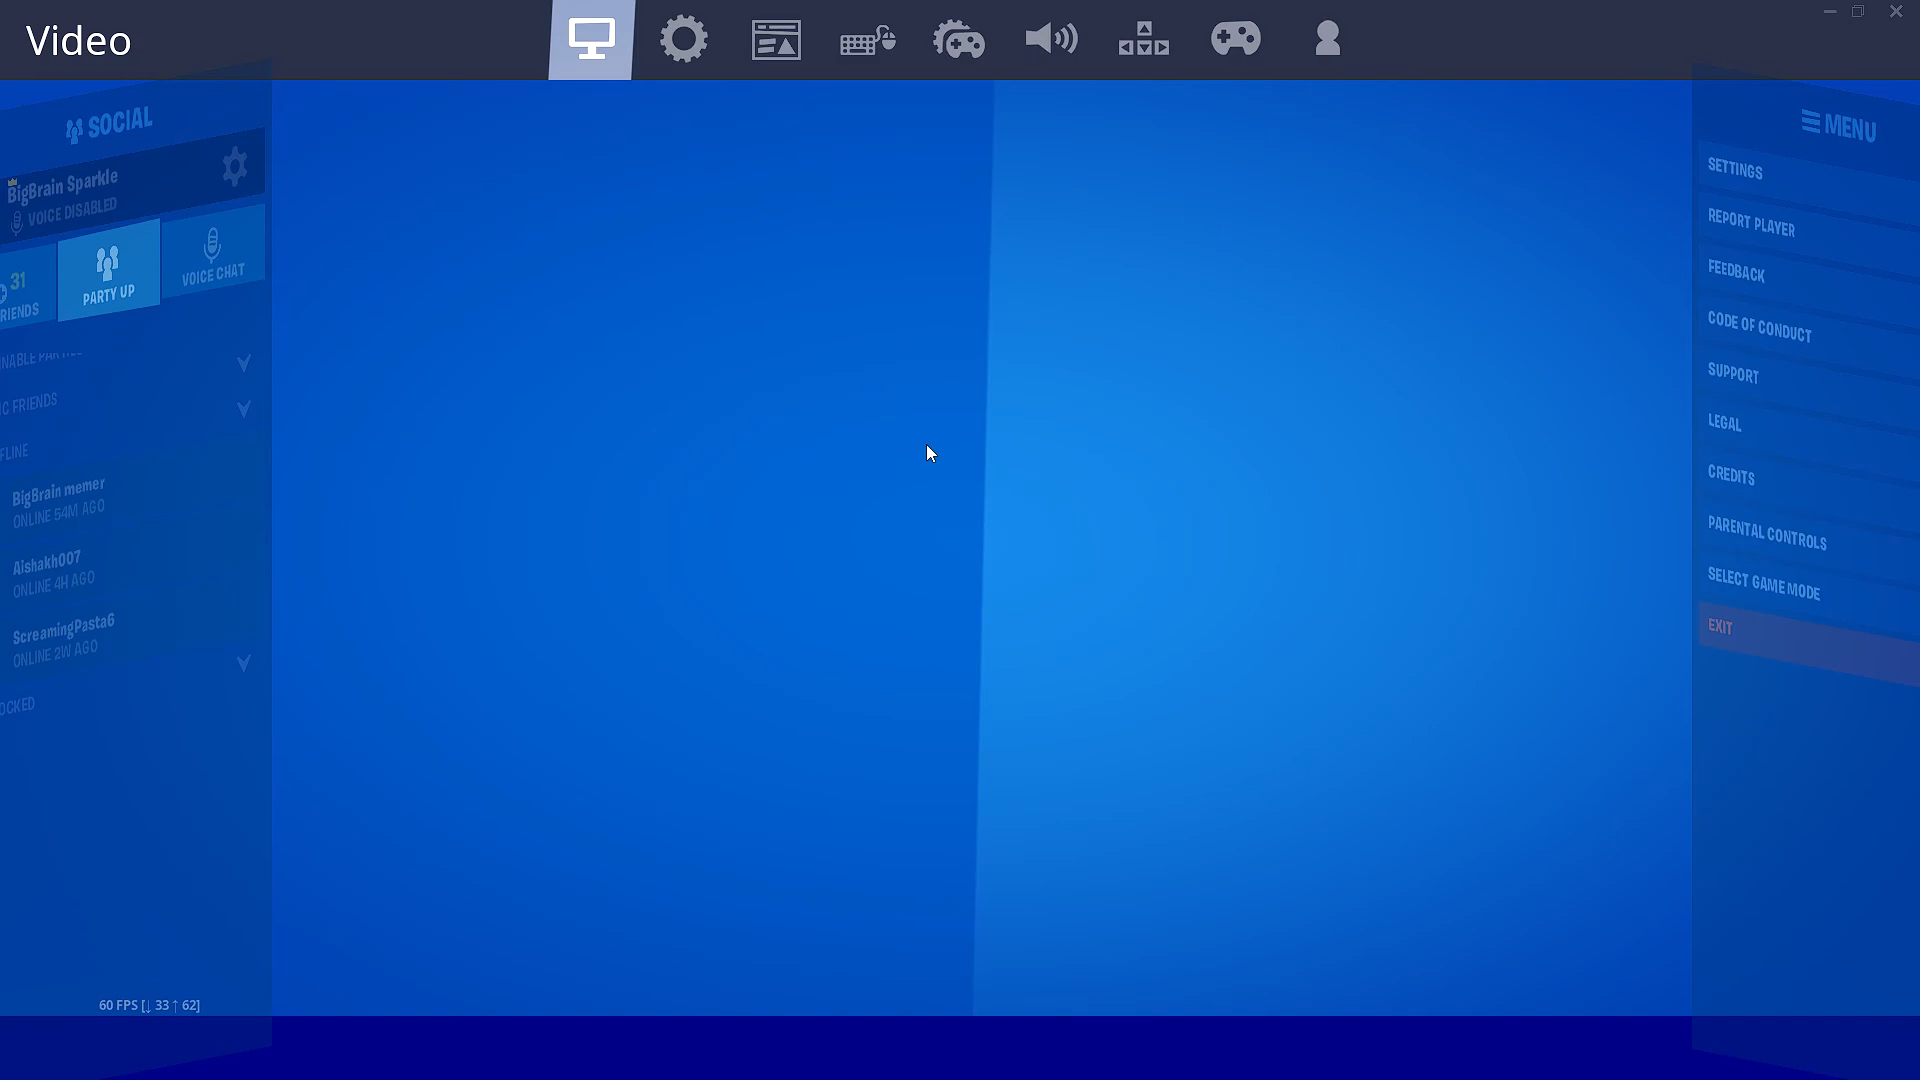 Video
SOCIAL
BigBrain Sparkle
VOICE DISABLED
31
RIENDS
PARTY UP
VOICE CHAT
IC FRIENDS
FLINE
BigBrain memer
ONLINE 54M AGO
Aishakh007
ONLINE 4H AGO
ScreamingPasta6
ONLINE 2W AGO
OCKED
60 FPS [↓ 33 ↑ 62]
MENU
SETTINGS
REPORT PLAYER
FEEDBACK
CODE OF CONDUCT
SUPPORT
LEGAL
CREDITS
PARENTAL CONTROLS
SELECT GAME MODE
EXIT